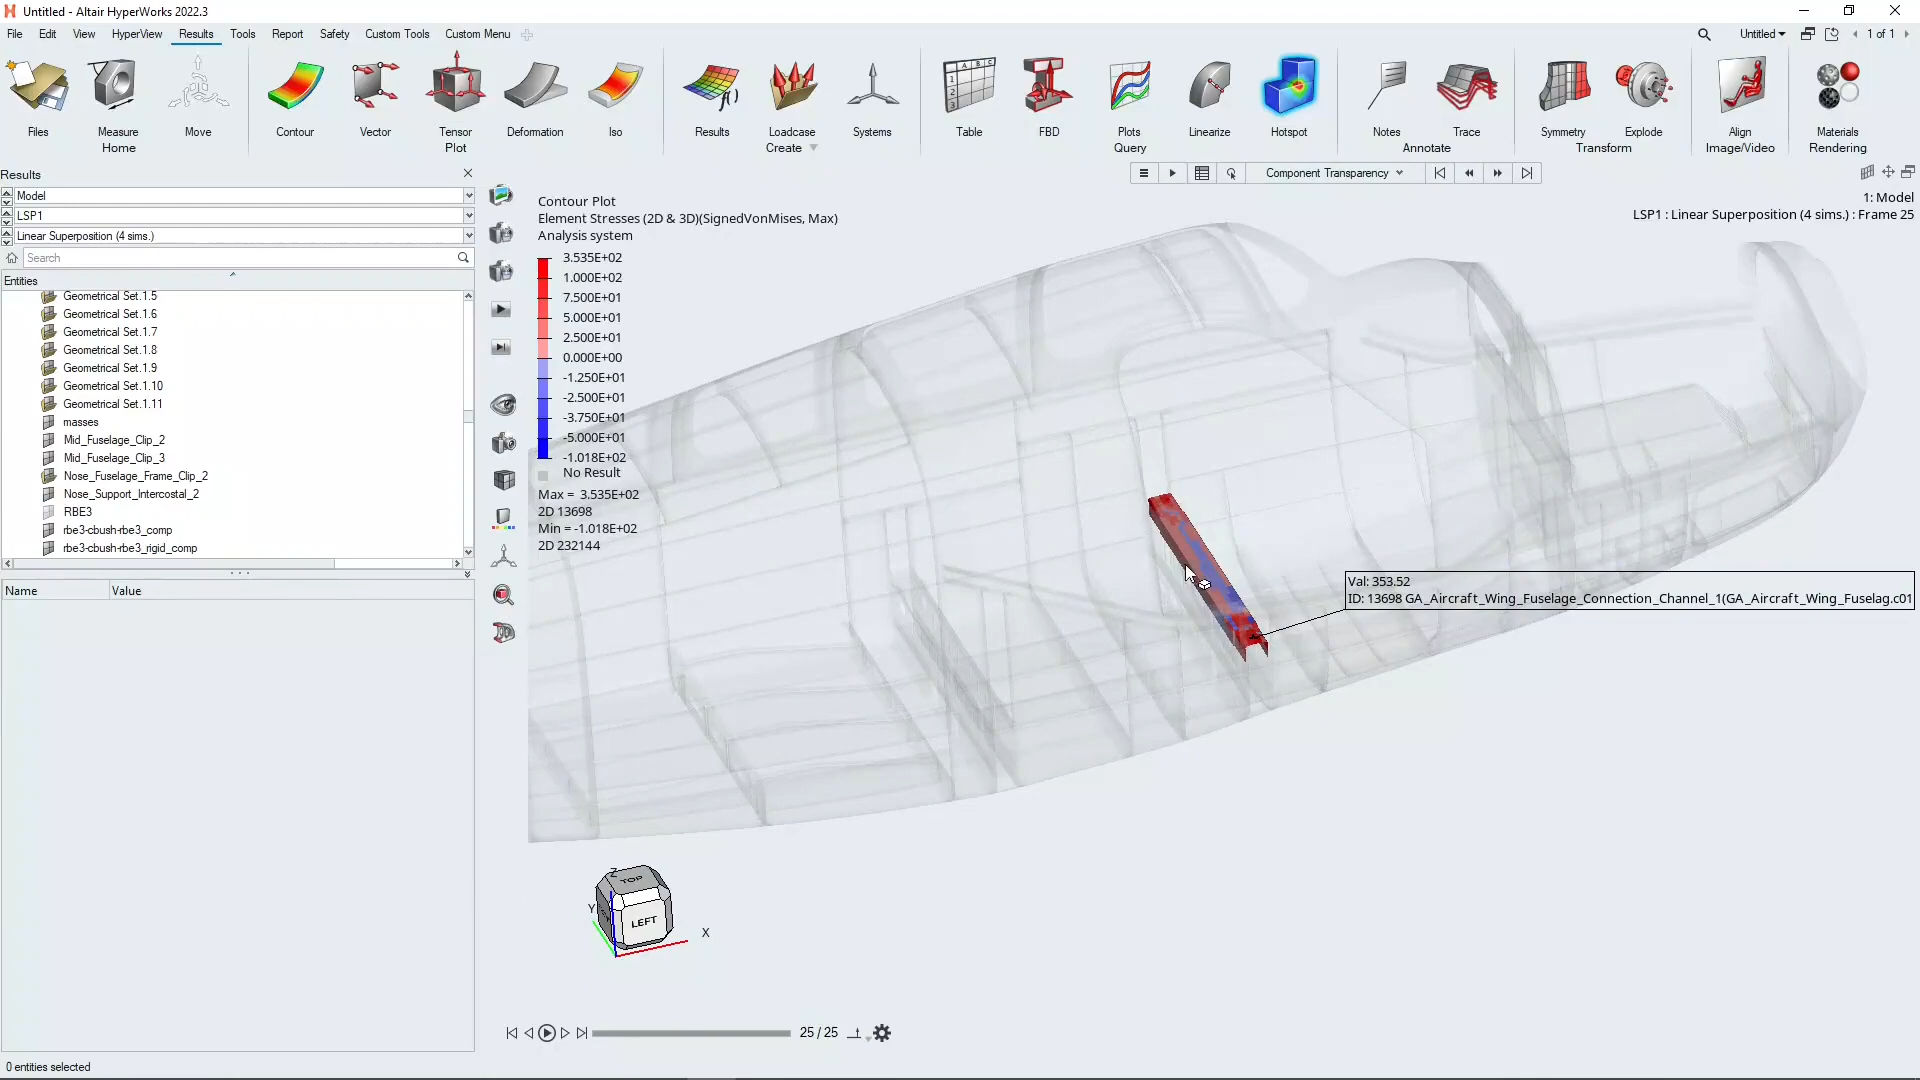 Untitled - Altair HyperWorks 2022.3
File Edit View HyperView Results Tools Report Safety Custom Tools Custom Menu
Untitled 1 of 1
Files Measure Move Contour Vector Tensor Deformation Iso Results Loadcase Systems Table FBD Plots Linearize Hotspot Notes Trace Symmetry Explode Align Materials
Home Plot Create Query Annotate Transform Image/Video Rendering
Results
Component Transparency
Model
LSP1
Linear Superposition (4 sims.)
Search
Entities
Geometrical Set.1.5
Geometrical Set.1.6
Geometrical Set.1.7
Geometrical Set.1.8
Geometrical Set.1.9
Geometrical Set.1.10
Geometrical Set.1.11
masses
Mid_Fuselage_Clip_2
Mid_Fuselage_Clip_3
Nose_Fuselage_Frame_Clip_2
Nose_Support_Intercostal_2
RBE3
rbe3-cbush-rbe3_comp
rbe3-cbush-rbe3_rigid_comp
Name Value
0 entities selected
1: Model
LSP1 : Linear Superposition (4 sims.) : Frame 25
Contour Plot
Element Stresses (2D & 3D)(SignedVonMises, Max)
Analysis system
3.535E+02
1.000E+02
7.500E+01
5.000E+01
2.500E+01
0.000E+00
-1.250E+01
-2.500E+01
-3.750E+01
-5.000E+01
-1.018E+02
No Result
Max = 3.535E+02
2D 13698
Min = -1.018E+02
2D 232144
Val: 353.52
ID: 13698 GA_Aircraft_Wing_Fuselage_Connection_Channel_1(GA_Aircraft_Wing_Fuselag.c01
Z
TOP
Y
LEFT
X
25 / 25